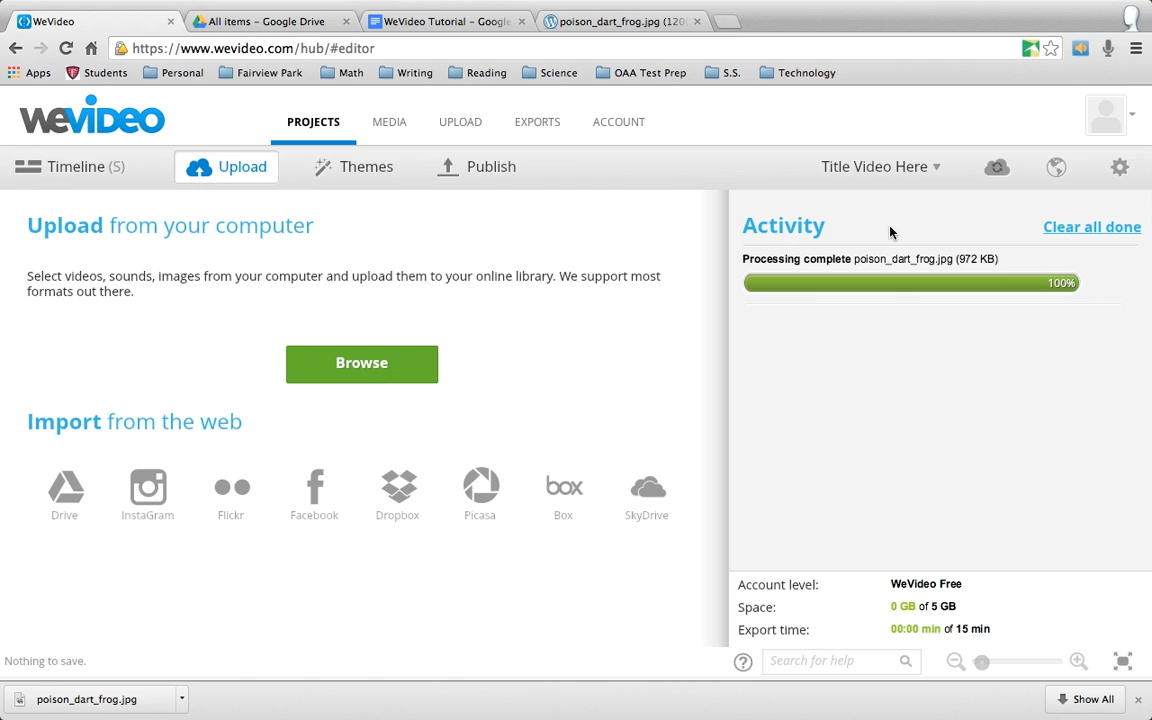 WeVideo
All items - Google Drive
WeVideo Tutorial - Google
poison_dart_frog.jpg (120
https://www.wevideo.com/hub/#editor
Apps
Students
Personal
Fairview Park
Math
Writing
Reading
Science
OAA Test Prep
S.S.
Technology
wevideo
PROJECTS
MEDIA
UPLOAD
EXPORTS
ACCOUNT
Timeline (S)
Upload
Themes
Publish
Title Video Here
Upload from your computer
Select videos, sounds, images from your computer and upload them to your online library. We support most
formats out there.
Browse
Import from the web
Drive
InstaGram
Flickr
Facebook
Dropbox
Picasa
box
Box
SkyDrive
Activity
Clear all done
Processing complete poison_dart_frog.jpg (972 KB)
100%
Account level: WeVideo Free
Space: 0 GB of 5 GB
Export time: 00:00 min of 15 min
Nothing to save.
Search for help
poison_dart_frog.jpg
Show All